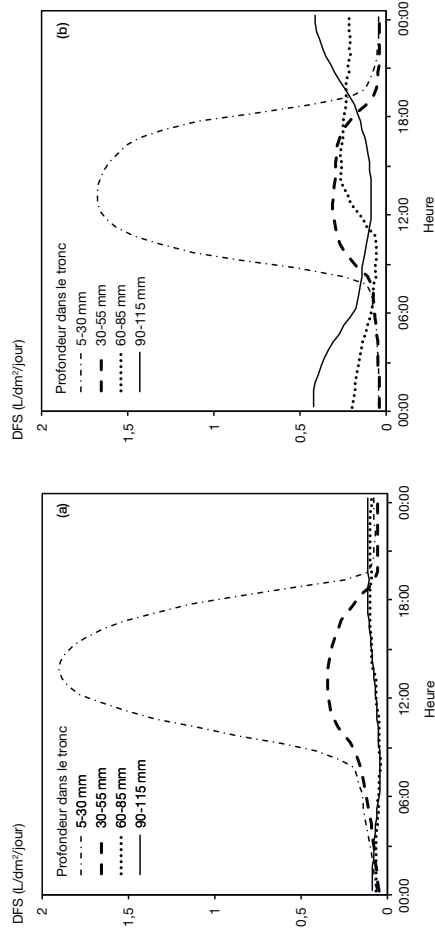 DFS (L/dm²/jour)
(a)
Profondeur dans le tronc
5-30 mm
30-55 mm
60-85 mm
90-115 mm
2
1,5
1
0,5
0
00:00 06:00 12:00 18:00 00:00
Heure
DFS (L/dm²/jour)
(b)
Profondeur dans le tronc
5-30 mm
30-55 mm
60-85 mm
90-115 mm
2
1,5
1
0,5
0
00:00 06:00 12:00 18:00 00:00
Heure